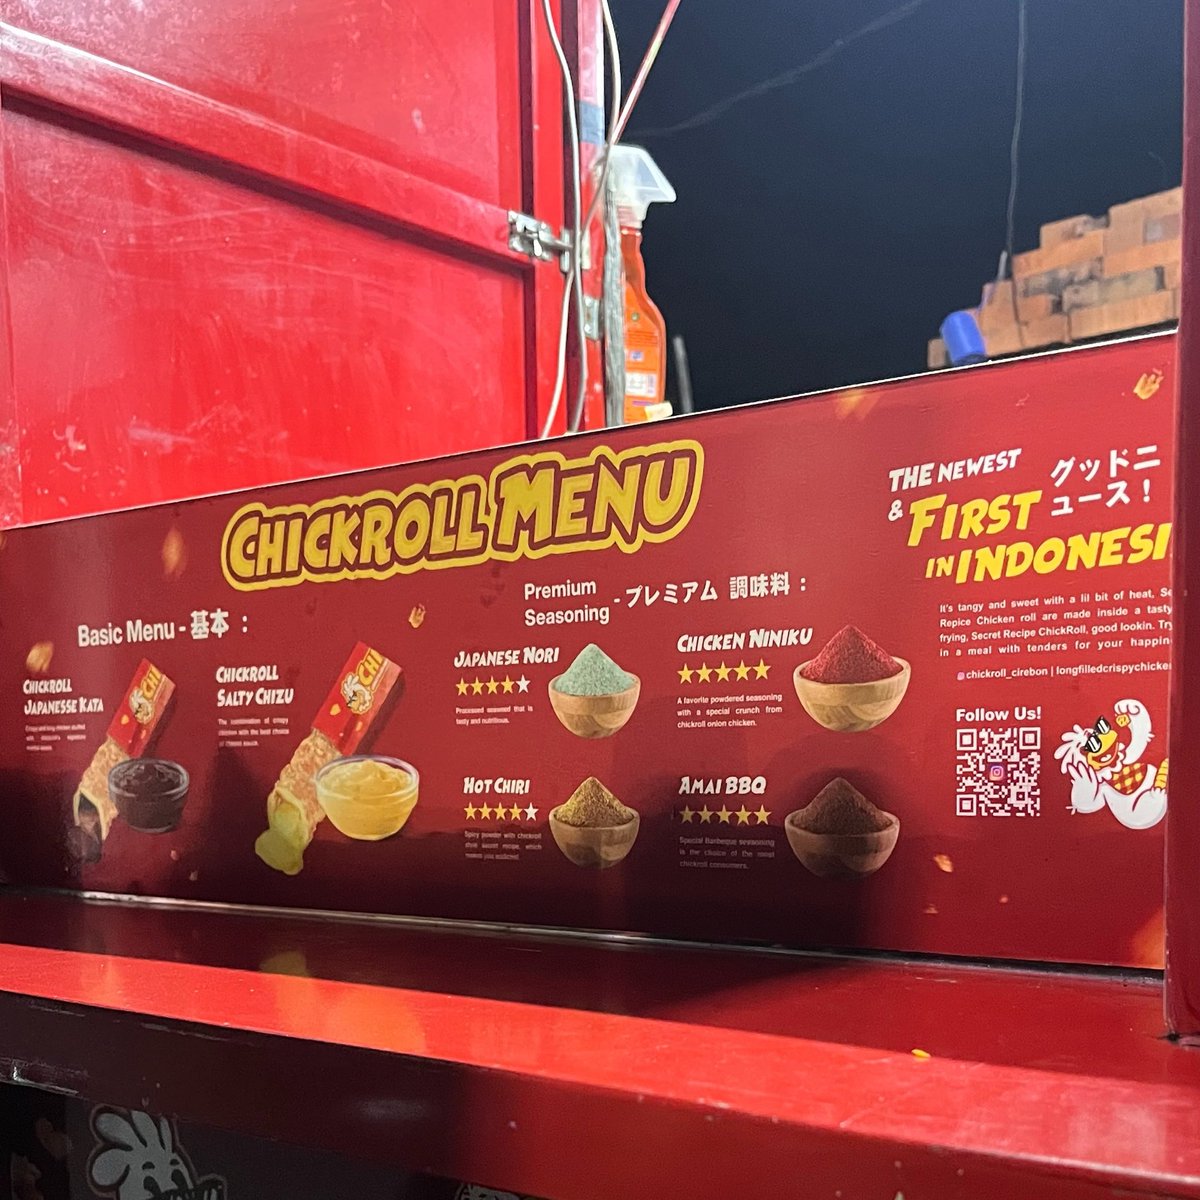 CHICKROLL MENU
Basic Menu - 基本 :
CHICKROLL
JAPANESSE KATA
CHICKROLL
SALTY CHIZU
The combination of crispy
chicken with the best choice
of cheese sauce.
CHI
CHI
Premium
Seasoning
- プレミアム 調味料 :
JAPANESE NORI
Processed seaweed that is
tasty and nutritious.
CHICKEN NINIKU
A favorite powdered seasoning
with a special crunch from
chickroll onion chicken.
HOT CHIRI
Spicy powder with chickroll
style secret recipe, which
makes you addicted.
AMAI BBQ
Special Barbeque seasoning
is the choice of the most
chickroll consumers.
THE NEWEST
& FIRST
IN INDONESI
グッドニ
ュース！
It's tangy and sweet with a lil bit of heat, Se
Repice Chicken roll are made inside a tasty
frying, Secret Recipe ChickRoll, good lookin. Try
in a meal with tenders for your happin
chickroll_cirebon | longfilledcrispychicke
Follow Us!